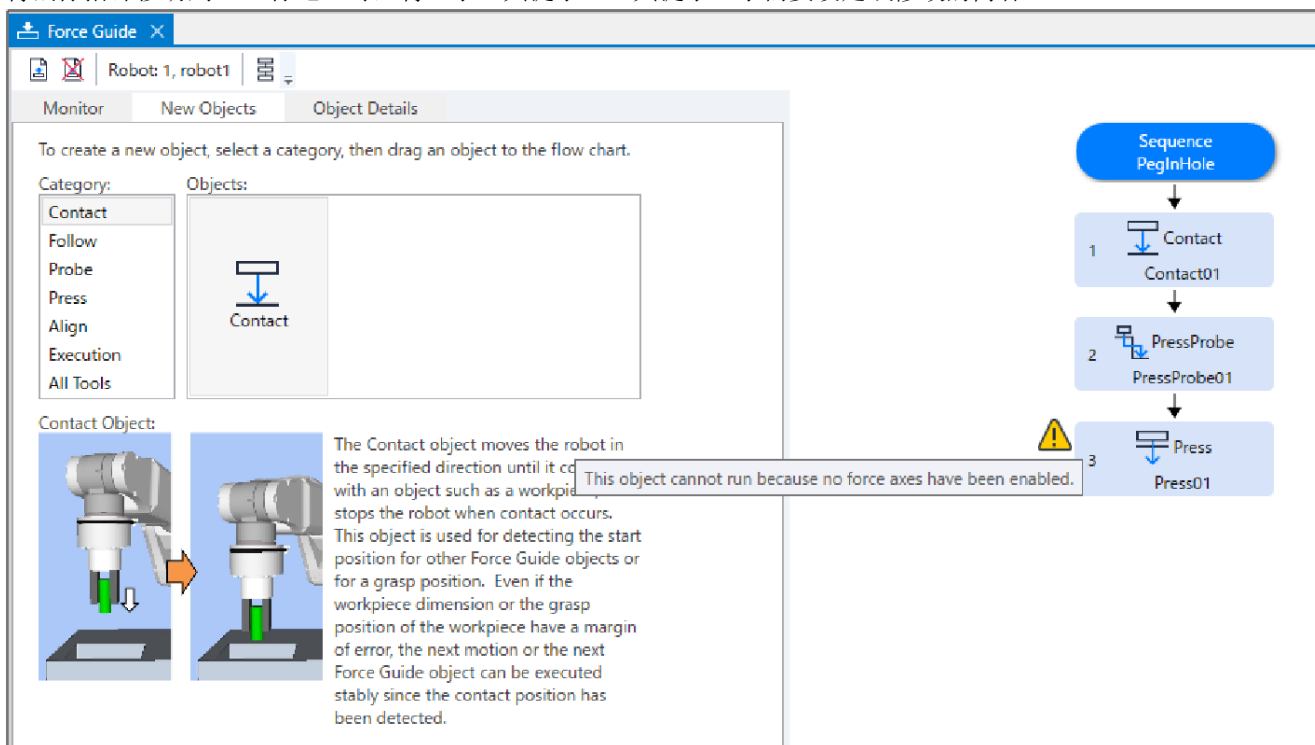 Force Guide
Robot: 1, robot1
Monitor New Objects Object Details
To create a new object, select a category, then drag an object to the flow chart.
Category: Objects:
Contact
Follow
Probe
Press
Align
Execution
All Tools
Contact
Contact Object:
The Contact object moves the robot in
the specified direction until it co
with an object such as a workpie
stops the robot when contact occurs.
This object is used for detecting the start
position for other Force Guide objects or
for a grasp position. Even if the
workpiece dimension or the grasp
position of the workpiece have a margin
of error, the next motion or the next
Force Guide object can be executed
stably since the contact position has
been detected.
Sequence
PegInHole
1 Contact
Contact01
2 PressProbe
PressProbe01
3 Press
Press01
This object cannot run because no force axes have been enabled.